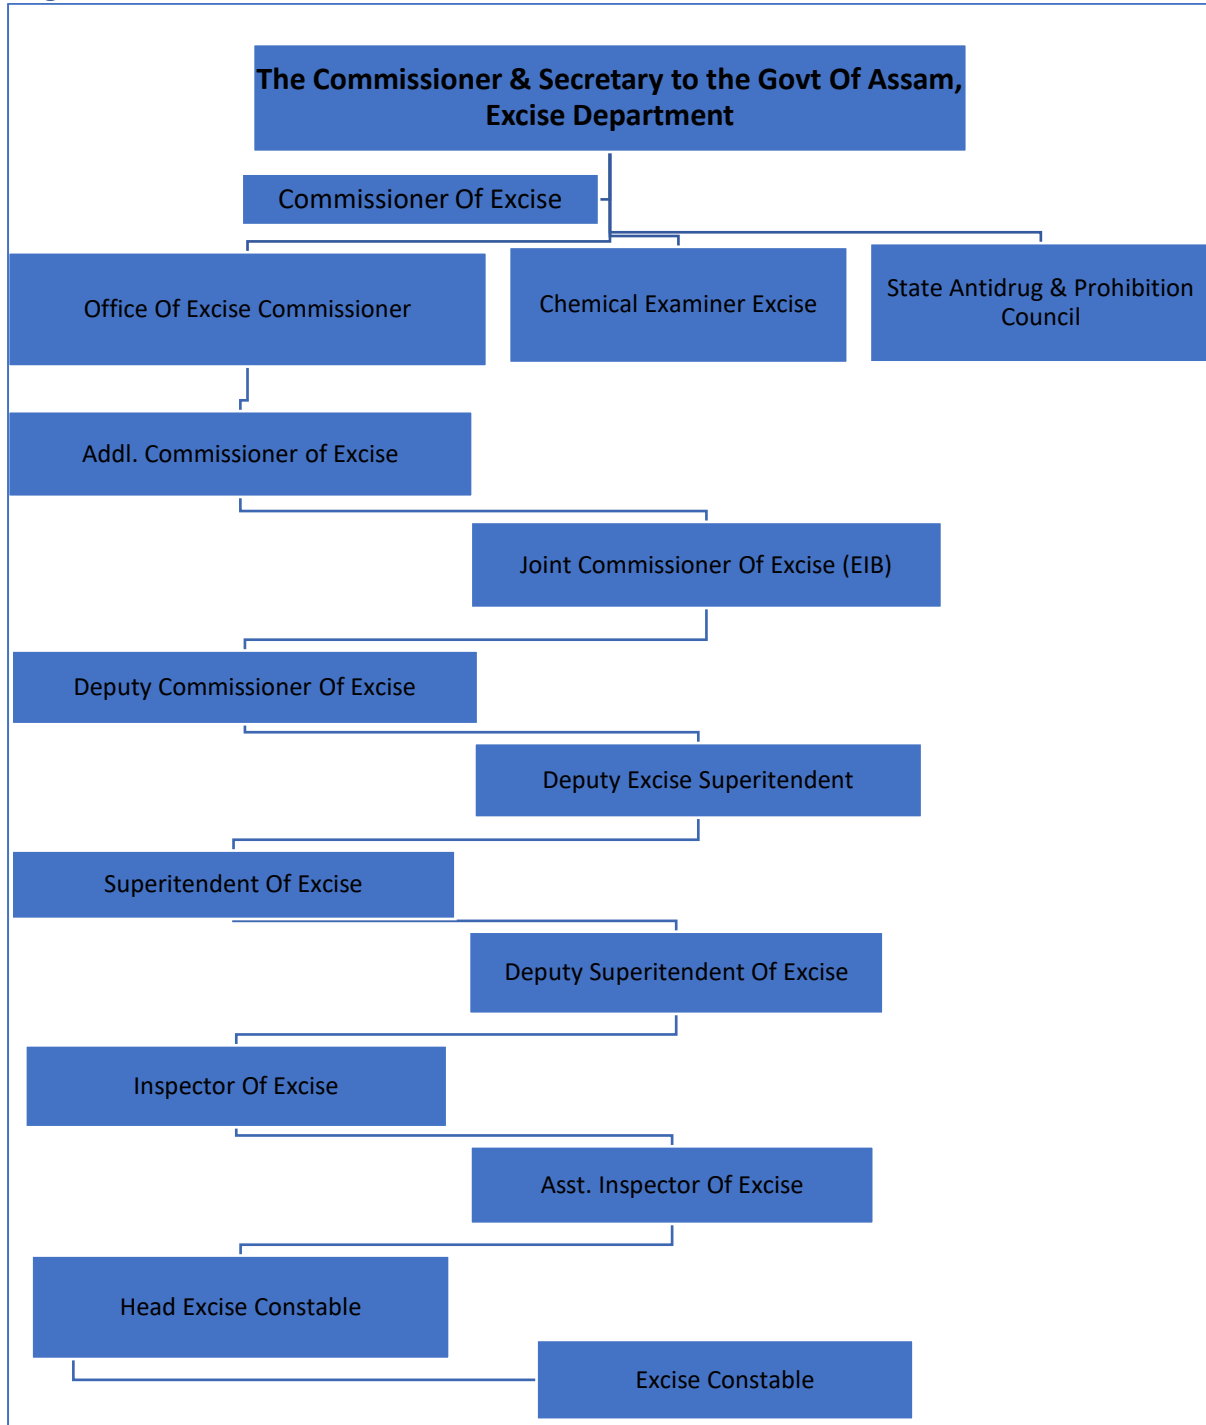 The Commissioner & Secretary to the Govt Of Assam,
Excise Department
Commissioner Of Excise
Office Of Excise Commissioner
Chemical Examiner Excise
State Antidrug & Prohibition
Council
Addl. Commissioner of Excise
Joint Commissioner Of Excise (EIB)
Deputy Commissioner Of Excise
Deputy Excise Superitendent
Superitendent Of Excise
Deputy Superitendent Of Excise
Inspector Of Excise
Asst. Inspector Of Excise
Head Excise Constable
Excise Constable